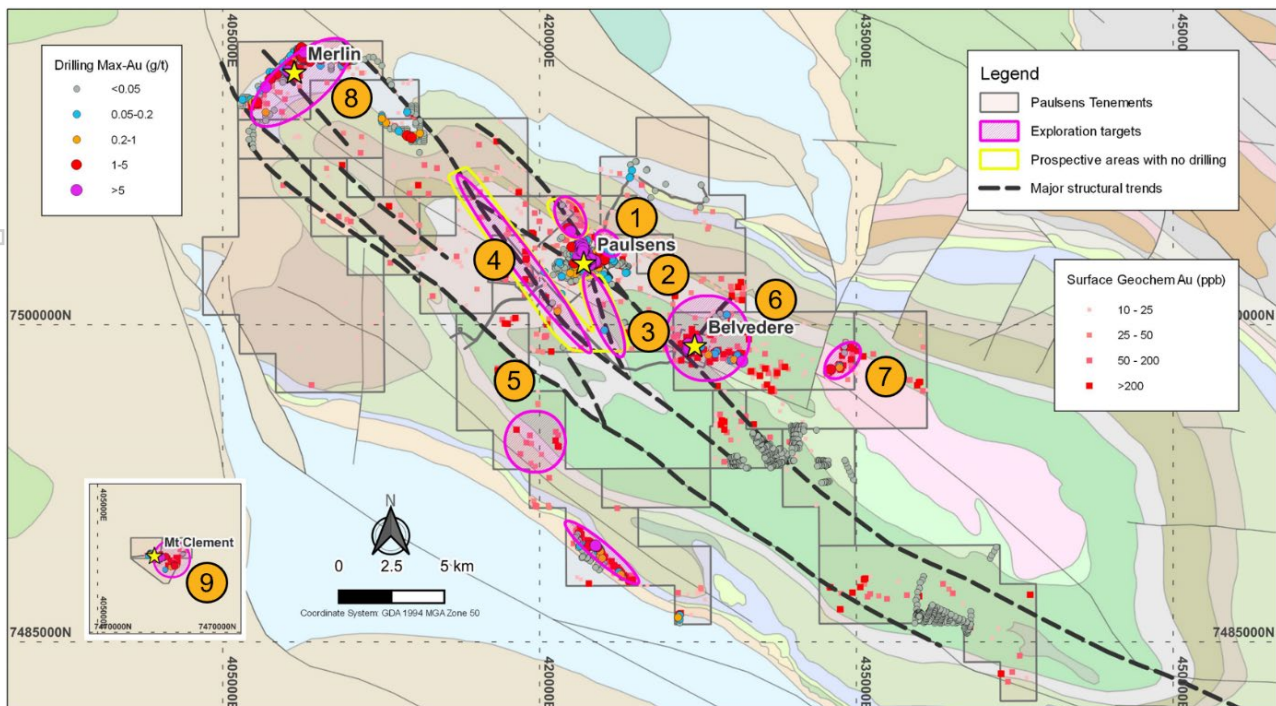 405000E
420000E
435000E
450000E
Drilling Max-Au (g/t)
<0.05
0.05-0.2
0.2-1
1-5
>5
Merlin
8
Legend
Paulsens Tenements
Exploration targets
Prospective areas with no drilling
Major structural trends
1
Paulsens
4
2
6
Surface Geochem Au (ppb)
10 - 25
25 - 50
50 - 200
>200
7500000N
3
Belvedere
7
5
405000E
Mt Clement
9
405000E
7470000N
7470000N
N
0
2.5
5 km
Coordinate System: GDA 1994 MGA Zone 50
7485000N
7485000N
405000E
420000E
435000E